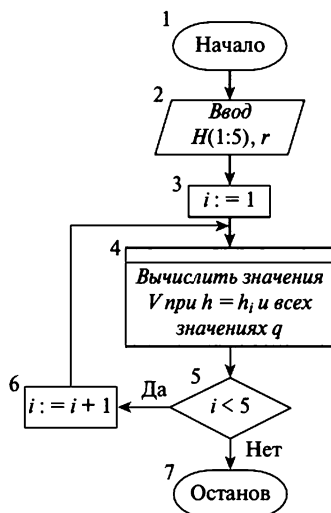 1
Начало
2
Ввод
H(1:5), r
3
i : = 1
4
Вычислить значения
V при h = hᵢ и всех
значениях q
5
Да
i < 5
6
i : = i + 1
Нет
7
Останов